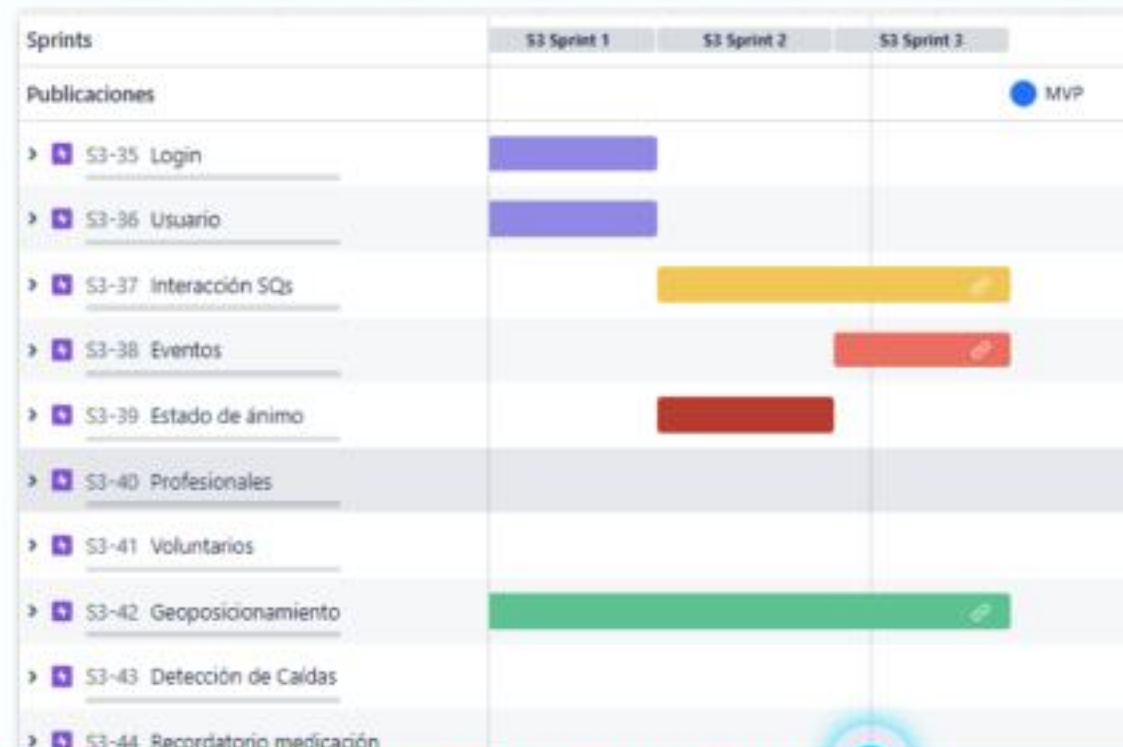 Sprints S3 Sprint 1 S3 Sprint 2 S3 Sprint 3
Publicaciones MVP
S3-35 Login
S3-36 Usuario
S3-37 Interacción SQs
S3-38 Eventos
S3-39 Estado de ánimo
S3-40 Profesionales
S3-41 Voluntarios
S3-42 Geoposicionamiento
S3-43 Detección de Caídas
S3-44 Recordatorio medicación